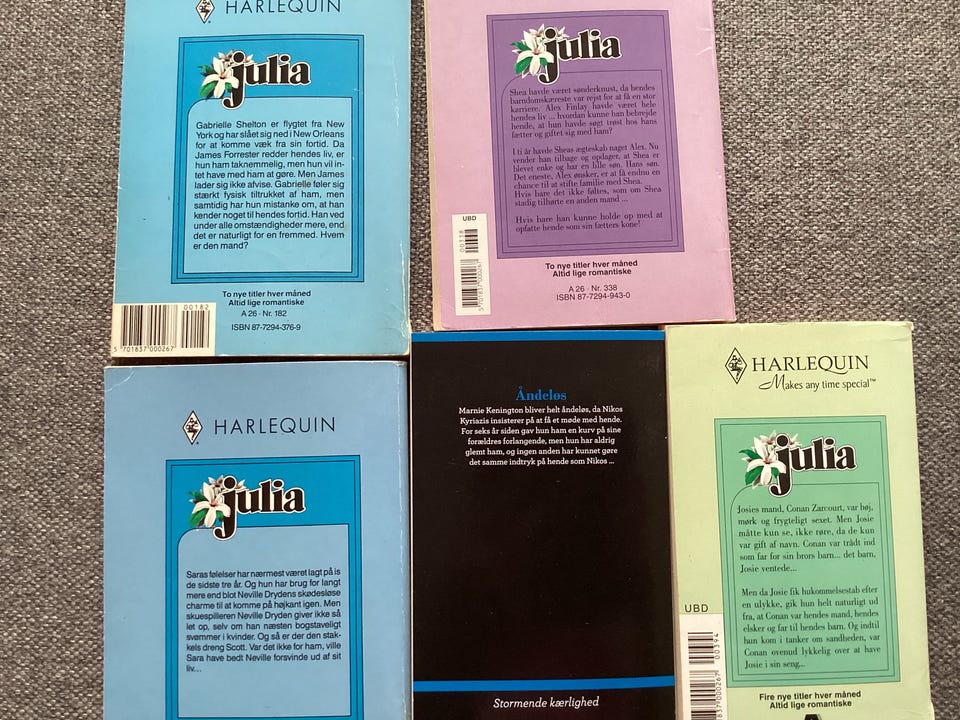 HARLEQUIN
julia
Gabrielle Shelton er flygtet fra New
York og har slået sig ned i New Orleans
for at komme væk fra sin fortid. Da
James Forrester redder hendes liv, er
hun ham taknemmelig, men hun vil in-
tet have med ham at gøre. Men James
lader sig ikke afvise. Gabrielle føler sig
stærkt fysisk tiltrukket af ham, men
samtidig har hun mistanke om, at han
kender noget til hendes fortid. Han ved
under alle omstændigheder mere, end
det er naturligt for en fremmed. Hvem
er den mand?
To nye titler hver måned
Altid lige romantiske
A 26 · Nr. 182
ISBN 87-7294-376-9
00182
5 701837 000267
julia
Shea havde været sønderknust, da hendes
barndomskæreste var rejst for at få en stor
karriere. Alex Finlay havde været hele
hendes liv ... hvordan kunne han bebrejde
hende, at hun havde søgt trøst hos hans
fætter og giftet sig med ham?
I ti år havde Sheas ægteskab naget Alex. Nu
vender han tilbage og opdager, at Shea er
blevet enke og har en lille søn. Hans søn.
Det eneste, Alex ønsker, er at få endnu en
chance til at stifte familie med Shea.
Hvis bare det ikke føltes, som om Shea
stadig tilhørte en anden mand ...
Hvis bare han kunne holde op med at
opfatte hende som sin fætters kone!
UBD
00338
5 701837 000267
To nye titler hver måned
Altid lige romantiske
A 26 · Nr. 338
ISBN 87-7294-943-0
HARLEQUIN
julia
Saras følelser har nærmest været lagt på is
de sidste tre år. Og hun har brug for langt
mere end blot Neville Drydens skødesløse
charme til at komme på højkant igen. Men
skuespilleren Neville Dryden giver ikke så
let op, selv om han næsten bogstaveligt
svømmer i kvinder. Og så er der den stak-
kels dreng Scott. Var det ikke for ham, ville
Sara have bedt Neville forsvinde ud af sit
liv...
Åndeløs
Marnie Kenington bliver helt åndeløs, da Nikos
Kyriazis insisterer på at få et møde med hende.
For seks år siden gav hun ham en kurv på sine
forældres forlangende, men hun har aldrig
glemt ham, og ingen anden har kunnet gøre
det samme indtryk på hende som Nikos ...
Stormende kærlighed
HARLEQUIN
Makes any time special™
julia
Josies mand, Conan Zarcourt, var høj,
mørk og frygteligt sexet. Men Josie
måtte kun se, ikke røre, da de kun
var gift af navn. Conan var trådt ind
som far for sin brors barn... det barn,
Josie ventede...
Men da Josie fik hukommelsestab efter
en ulykke, gik hun helt naturligt ud
fra, at Conan var hendes mand, hendes
elsker og far til hendes barn. Og indtil
hun kom i tanker om sandheden, var
Conan ovenud lykkelig over at have
Josie i sin seng...
UBD
00394
Fire nye titler hver måned
Altid lige romantiske